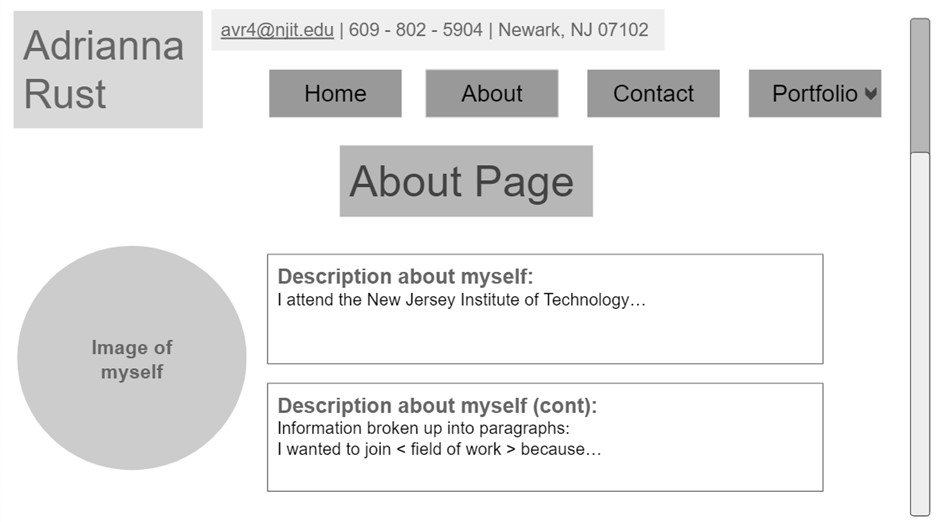 Adrianna
Rust
avr4@njit.edu | 609 - 802 - 5904 | Newark, NJ 07102
Home About Contact Portfolio
About Page
Image of
myself
Description about myself:
I attend the New Jersey Institute of Technology…
Description about myself (cont):
Information broken up into paragraphs:
I wanted to join < field of work > because…